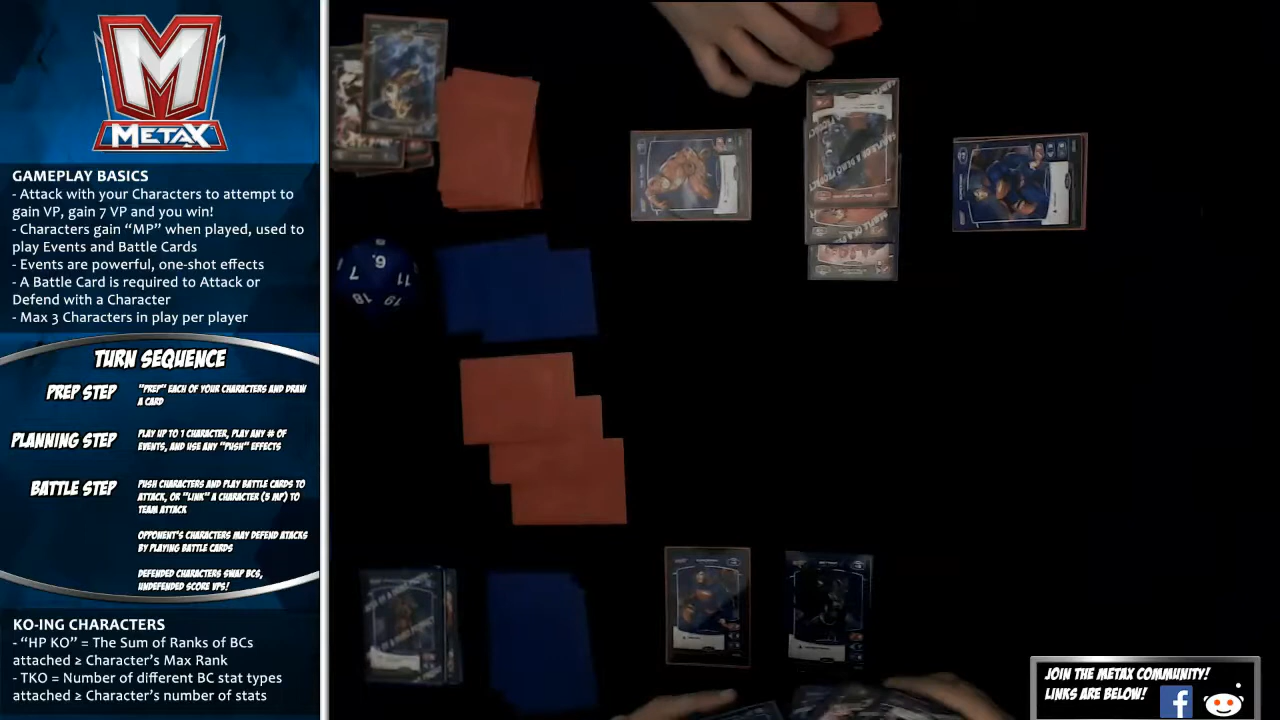 M
METAX
GAMEPLAY BASICS
- Attack with your Characters to attempt to
gain VP, gain 7 VP and you win!
- Characters gain “MP” when played, used to
play Events and Battle Cards
- Events are powerful, one-shot effects
- A Battle Card is required to Attack or
Defend with a Character
- Max 3 Characters in play per player
TURN SEQUENCE
PREP STEP
"PREP" EACH OF YOUR CHARACTERS AND DRAW
A CARD
PLANNING STEP
PLAY UP TO 1 CHARACTER, PLAY ANY # OF
EVENTS, AND USE ANY "PUSH" EFFECTS
BATTLE STEP
PUSH CHARACTERS AND PLAY BATTLE CARDS TO
ATTACK, OR "LINK" A CHARACTER (3 MP) TO
TEAM ATTACK
OPPONENT'S CHARACTERS MAY DEFEND ATACKS
BY PLAYING BATTLE CARDS
DEFENDED CHARACTERS SWAP BCS,
UNDEFENDED SCORE VPS!
KO-ING CHARACTERS
- “HP KO” = The Sum of Ranks of BCs
attached ≥ Character’s Max Rank
- TKO = Number of different BC stat types
attached ≥ Character’s number of stats
6.
7
11
18
19
JOIN THE METAX COMMUNITY!
LINKS ARE BELOW!
f